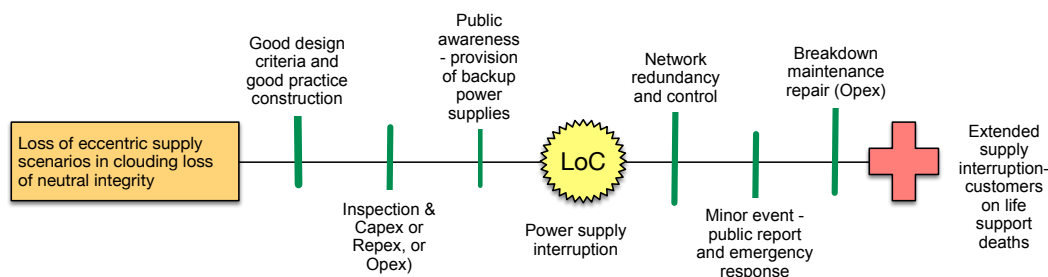 Loss of eccentric supply
scenarios in clouding loss
of neutral integrity
Good design
criteria and
good practice
construction
Inspection &
Capex or
Repex, or
Opex)
Public
awareness
- provision
of backup
power
supplies
LoC
Power supply
interruption
Network
redundancy
and control
Minor event -
public report
and emergency
response
Breakdown
maintenance
repair (Opex)
Extended
supply
interruption-
customers
on life
support
deaths